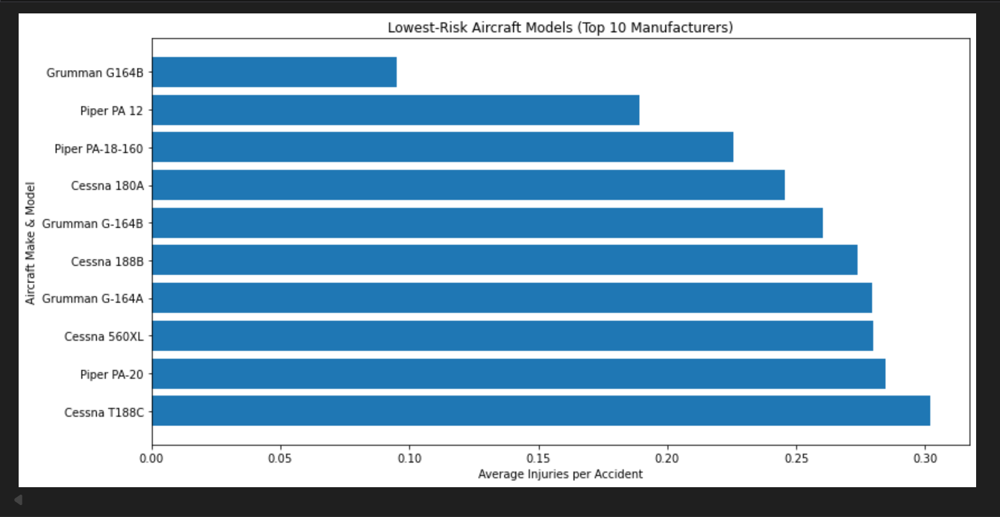 Lowest-Risk Aircraft Models (Top 10 Manufacturers)
Aircraft Make & Model
Grumman G164B
Piper PA 12
Piper PA-18-160
Cessna 180A
Grumman G-164B
Cessna 188B
Grumman G-164A
Cessna 560XL
Piper PA-20
Cessna T188C
0.00 0.05 0.10 0.15 0.20 0.25 0.30
Average Injuries per Accident